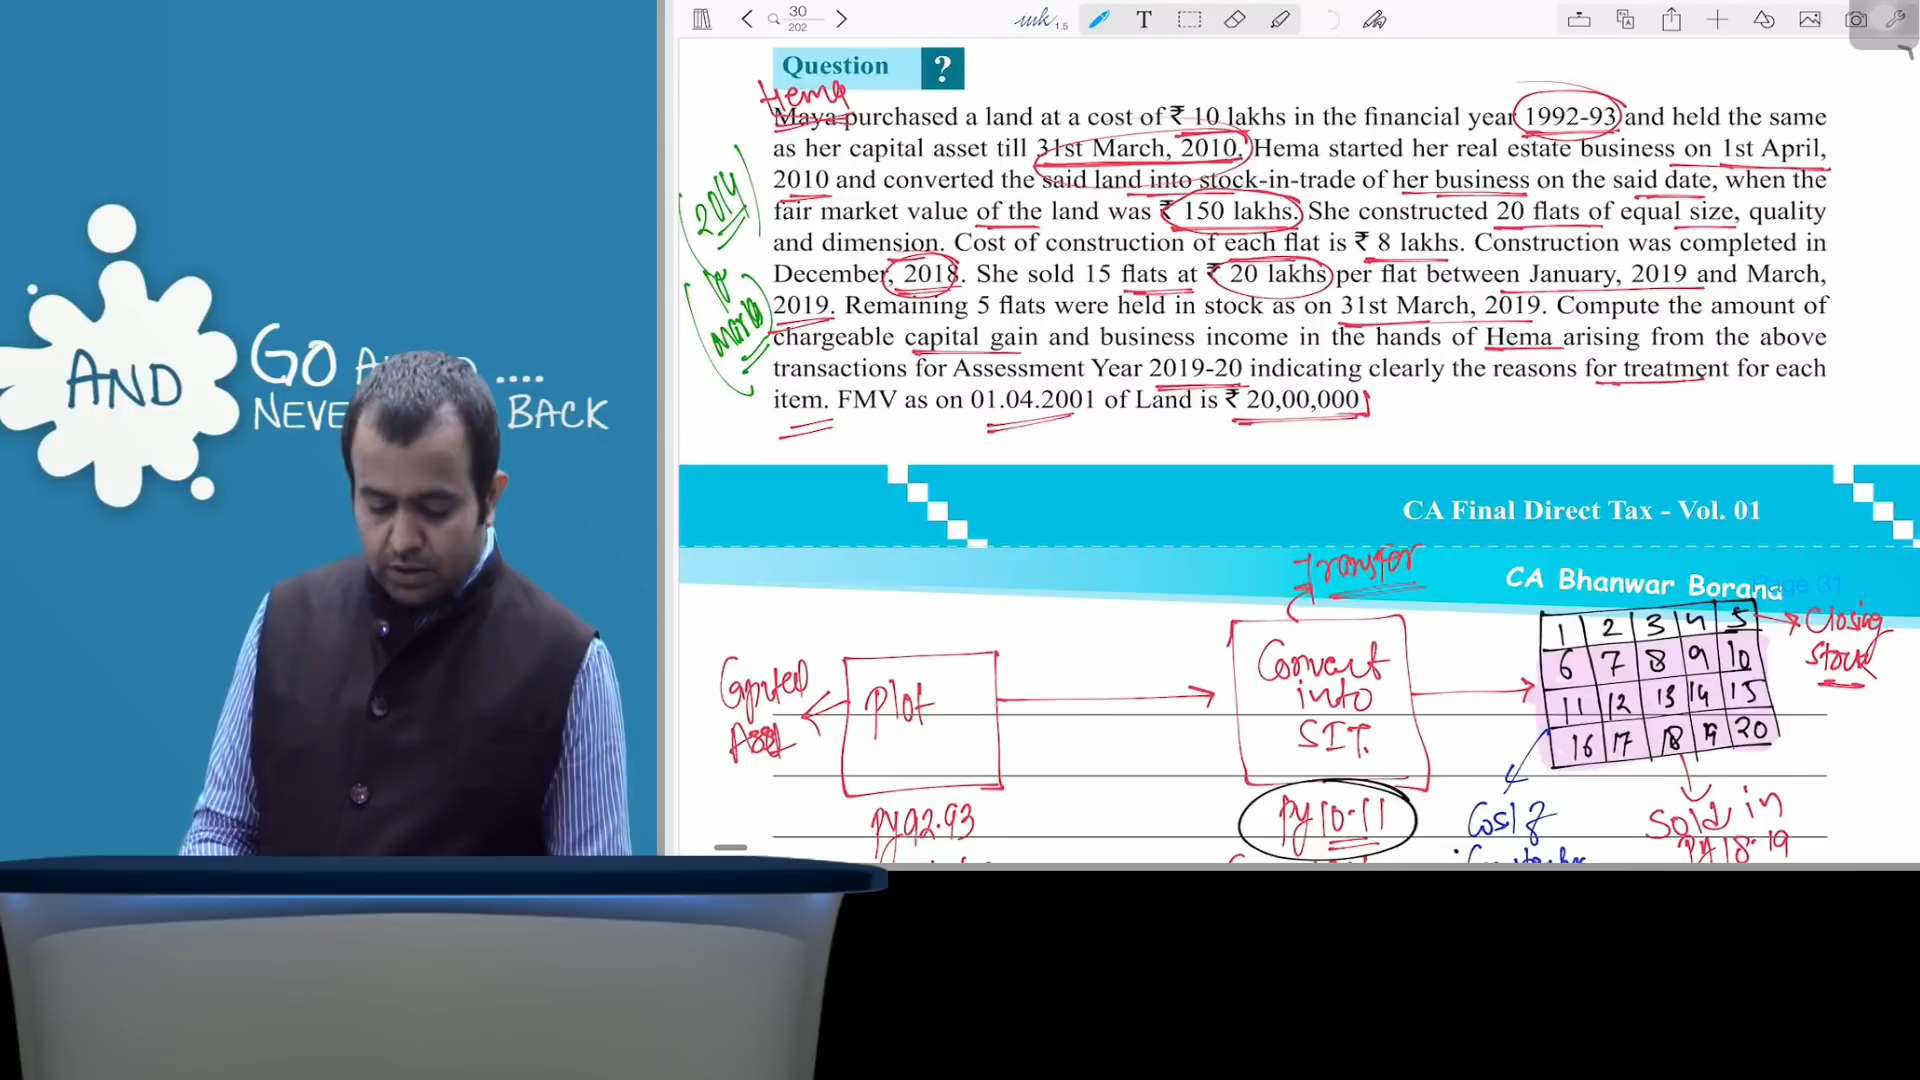 30
202
1.5
T
Question ?
Hema
Maya purchased a land at a cost of ₹ 10 lakhs in the financial year 1992-93 and held the same
as her capital asset till 31st March, 2010. Hema started her real estate business on 1st April,
2010 and converted the said land into stock-in-trade of her business on the said date, when the
fair market value of the land was ₹ 150 lakhs. She constructed 20 flats of equal size, quality
and dimension. Cost of construction of each flat is ₹ 8 lakhs. Construction was completed in
December, 2018. She sold 15 flats at ₹ 20 lakhs per flat between January, 2019 and March,
2019. Remaining 5 flats were held in stock as on 31st March, 2019. Compute the amount of
chargeable capital gain and business income in the hands of Hema arising from the above
transactions for Assessment Year 2019-20 indicating clearly the reasons for treatment for each
item. FMV as on 01.04.2001 of Land is ₹ 20,00,000
2014
marks
AND
GO
....
NEVE
BACK
CA Final Direct Tax - Vol. 01
CA Bhanwar Borana
Page 31
Transfer
Capital
Asset
Plot
Convert
into
SIT.
1 2 3 4 5
6 7 8 9 10
11 12 13 14 15
16 17 18 19 20
Closing
Stock
PY 92-93
PY 10-11
Cost of
Sold in
PY 18-19